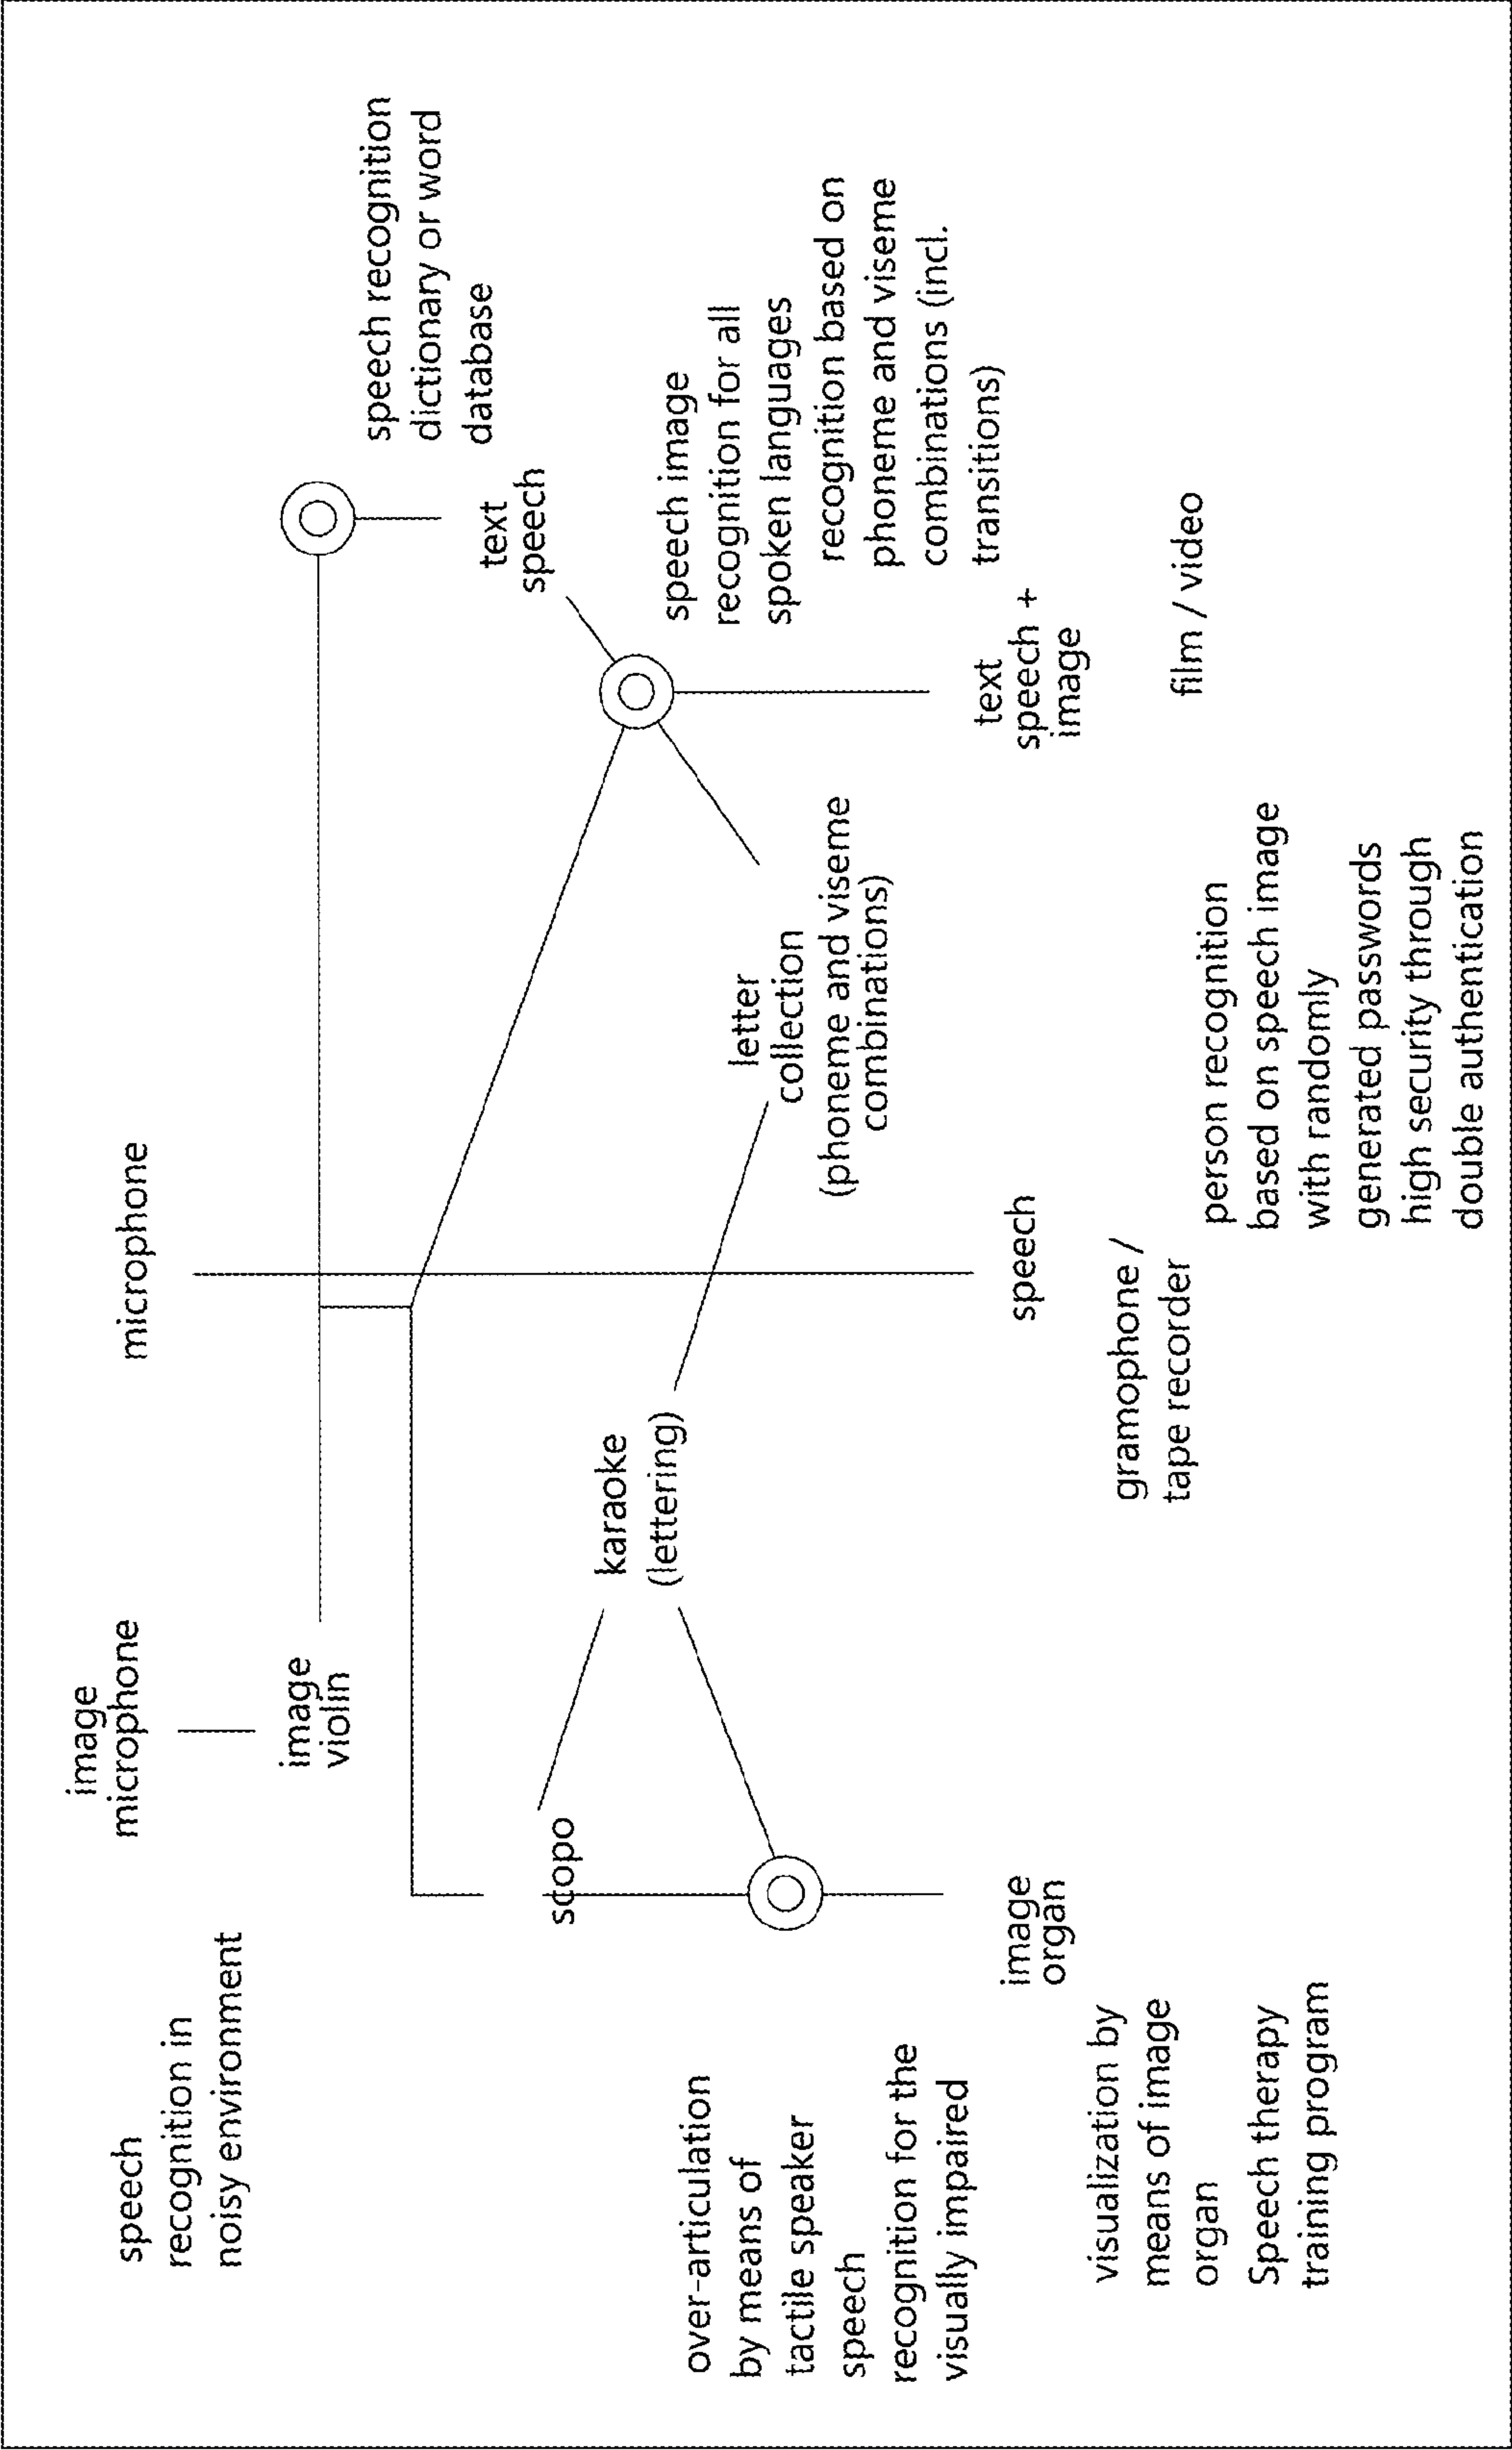 speech
recognition in
noisy environment
image
microphone
image
violin
microphone
speech recognition
dictionary or word
database
text
speech
scopo
karaoke
(lettering)
letter
collection
(phoneme and viseme
combinations)
speech image
recognition for all
spoken languages
recognition based on
phoneme and viseme
combinations (incl.
transitions)
over-articulation
by means of
tactile speaker
speech
recognition for the
visually impaired
image
organ
speech
text
speech +
image
visualization by
means of image
organ
Speech therapy
training program
gramophone /
tape recorder
film / video
person recognition
based on speech image
with randomly
generated passwords
high security through
double authentication